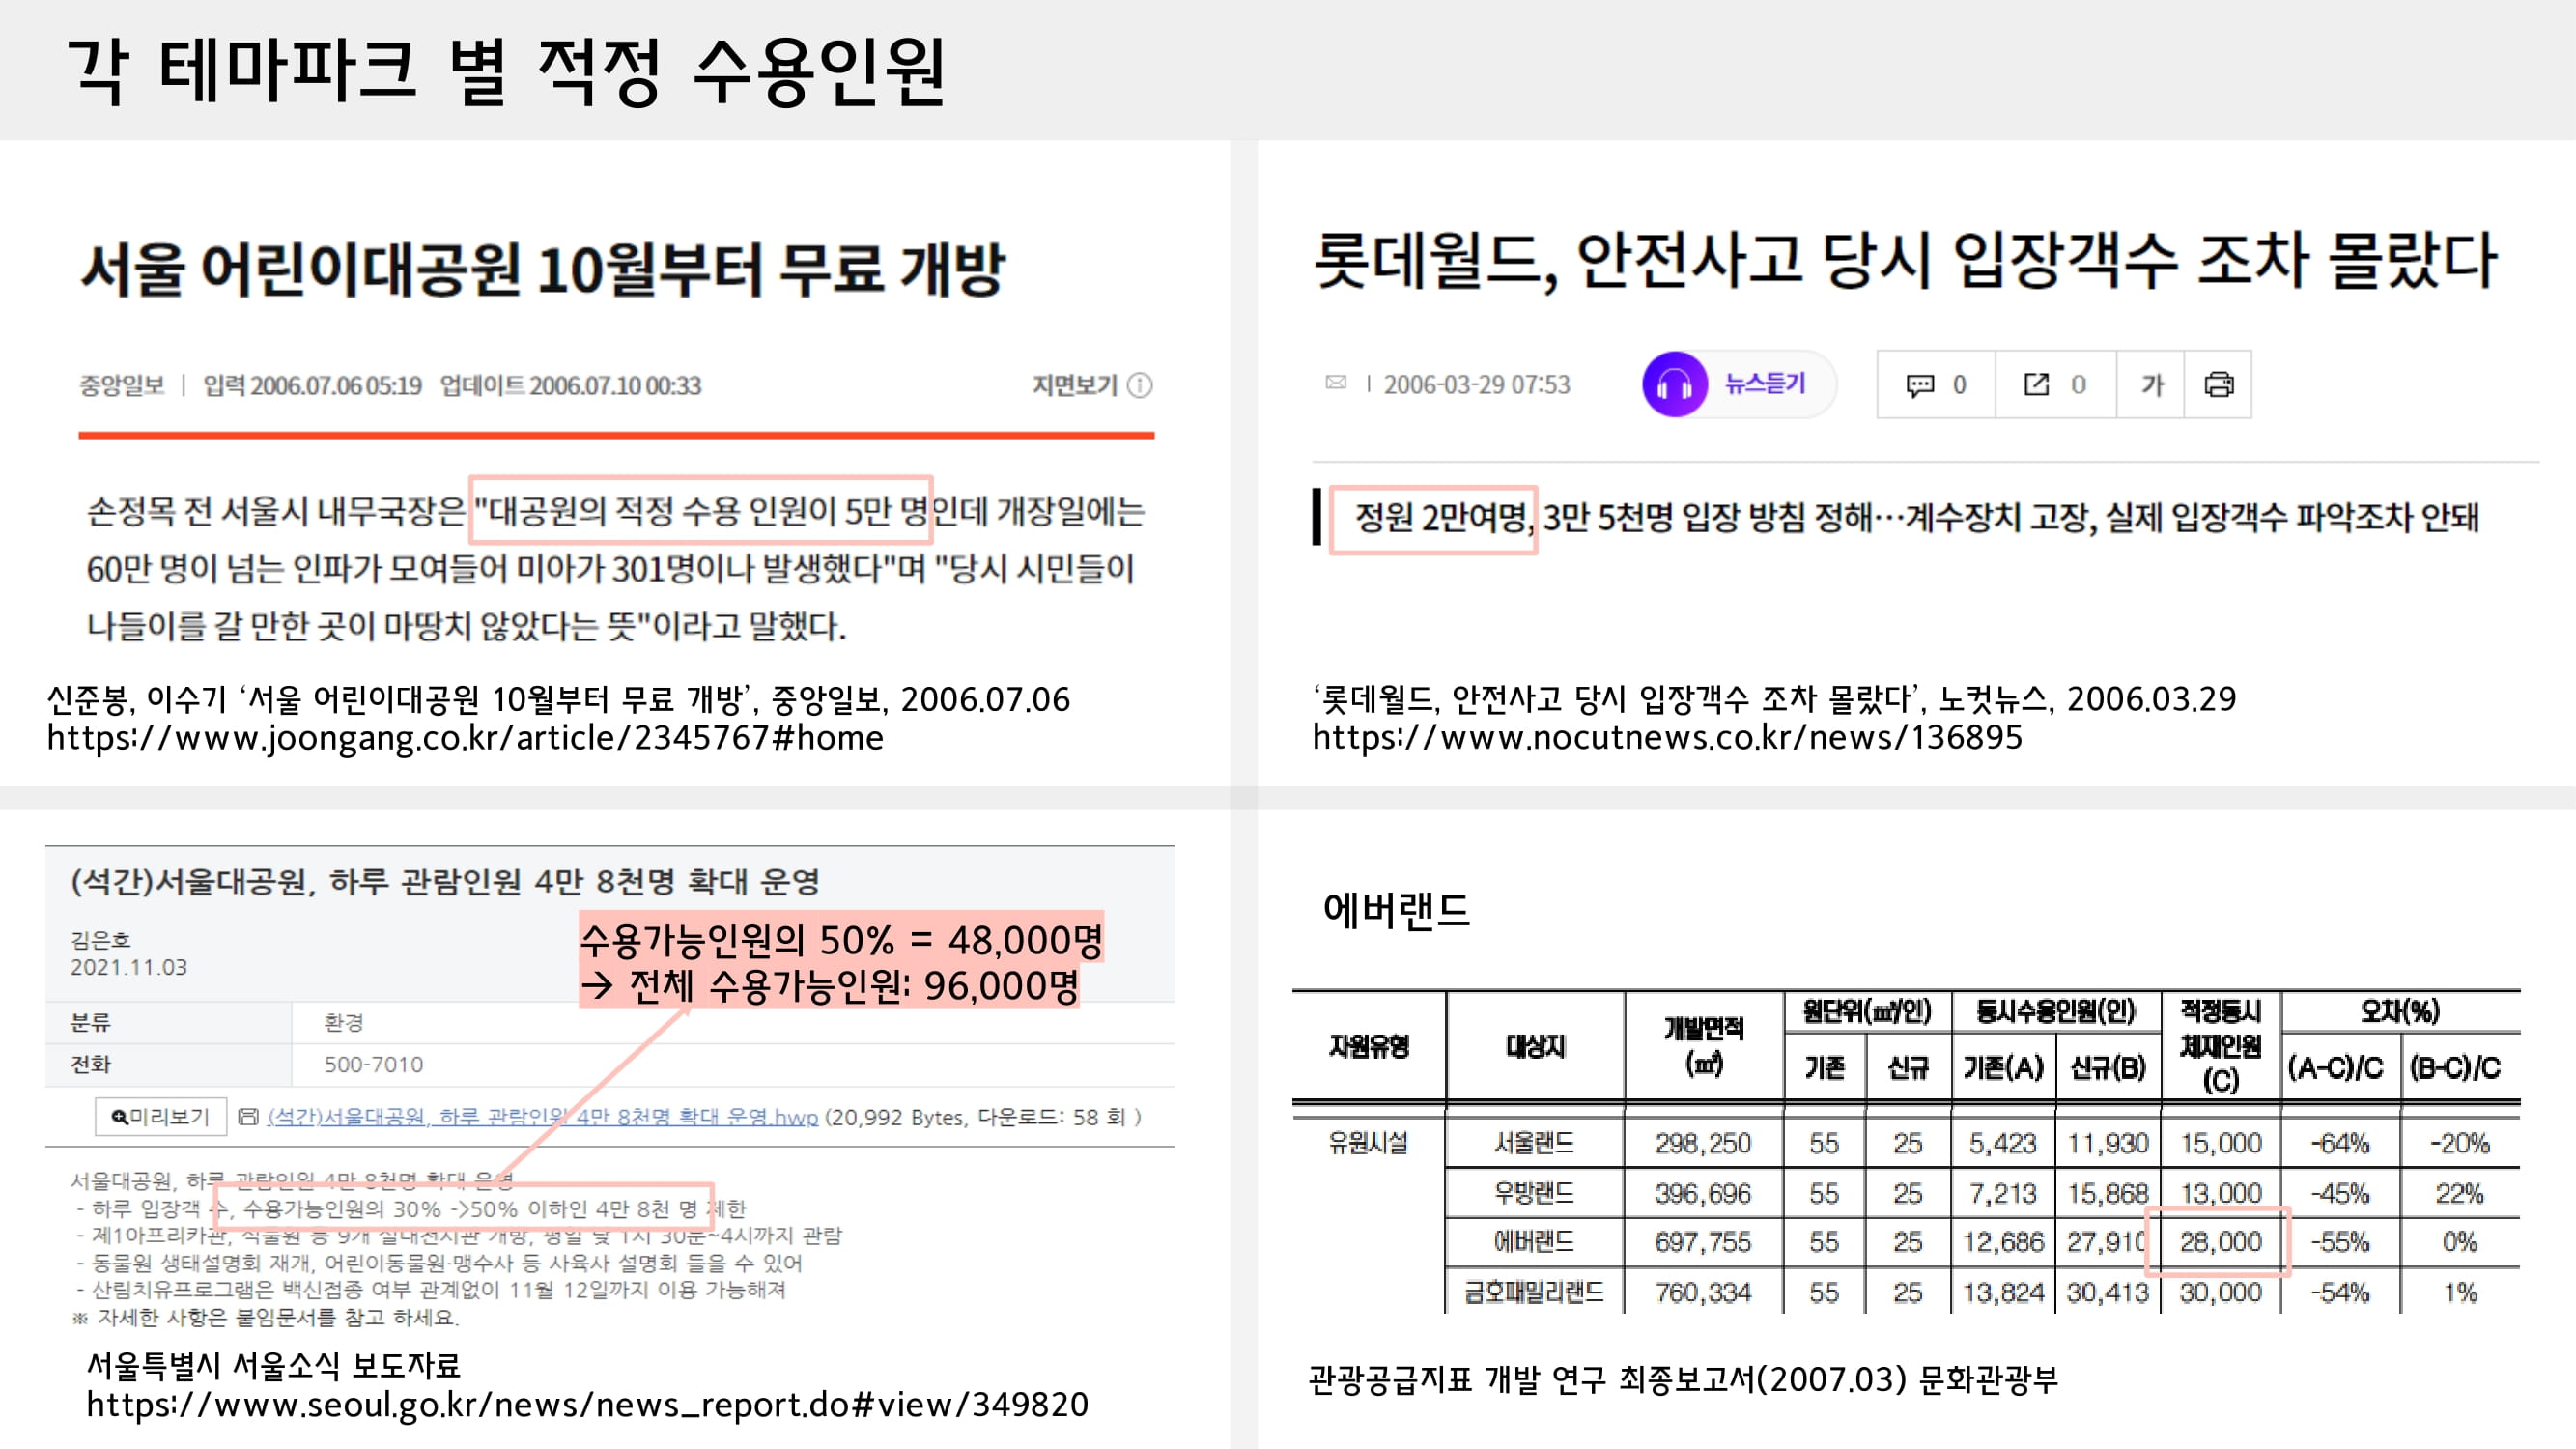 각 테마파크 별 적정 수용인원
서울 어린이대공원 10월부터 무료 개방
중앙일보 | 입력 2006.07.06 05:19 업데이트 2006.07.10 00:33 지면보기
손정목 전 서울시 내무국장은 "대공원의 적정 수용 인원이 5만 명인데 개장일에는
60만 명이 넘는 인파가 모여들어 미아가 301명이나 발생했다"며 "당시 시민들이
나들이를 갈 만한 곳이 마땅치 않았다는 뜻"이라고 말했다.
신준봉, 이수기 ‘서울 어린이대공원 10월부터 무료 개방’, 중앙일보, 2006.07.06
https://www.joongang.co.kr/article/2345767#home
롯데월드, 안전사고 당시 입장객수 조차 몰랐다
| 2006-03-29 07:53 뉴스듣기 0 0 가
정원 2만여명, 3만 5천명 입장 방침 정해…계수장치 고장, 실제 입장객수 파악조차 안돼
‘롯데월드, 안전사고 당시 입장객수 조차 몰랐다’, 노컷뉴스, 2006.03.29
https://www.nocutnews.co.kr/news/136895
(석간)서울대공원, 하루 관람인원 4만 8천명 확대 운영
김은호
2021.11.03
수용가능인원의 50% = 48,000명
→ 전체 수용가능인원: 96,000명
분류 환경
전화 500-7010
미리보기 (석간)서울대공원, 하루 관람인원 4만 8천명 확대 운영.hwp (20,992 Bytes, 다운로드: 58 회 )
서울대공원, 하루 관람인원 4만 8천명 확대 운영
- 하루 입장객 수, 수용가능인원의 30% ->50% 이하인 4만 8천 명 제한
- 제1아프리카관, 식물원 등 9개 실내전시관 개방, 평일 낮 1시 30분~4시까지 관람
- 동물원 생태설명회 재개, 어린이동물원·맹수사 등 사육사 설명회 들을 수 있어
- 산림치유프로그램은 백신접종 여부 관계없이 11월 12일까지 이용 가능해져
※ 자세한 사항은 붙임문서를 참고 하세요.
서울특별시 서울소식 보도자료
https://www.seoul.go.kr/news/news_report.do#view/349820
에버랜드
자원유형 대상지 개발면적(㎡) 원단위(㎡/인) 동시수용인원(인) 적정동시체재인원(C) 오차(%)
기존 신규 기존(A) 신규(B) (A-C)/C (B-C)/C
유원시설 서울랜드 298,250 55 25 5,423 11,930 15,000 -64% -20%
우방랜드 396,696 55 25 7,213 15,868 13,000 -45% 22%
에버랜드 697,755 55 25 12,686 27,910 28,000 -55% 0%
금호패밀리랜드 760,334 55 25 13,824 30,413 30,000 -54% 1%
관광공급지표 개발 연구 최종보고서(2007.03) 문화관광부